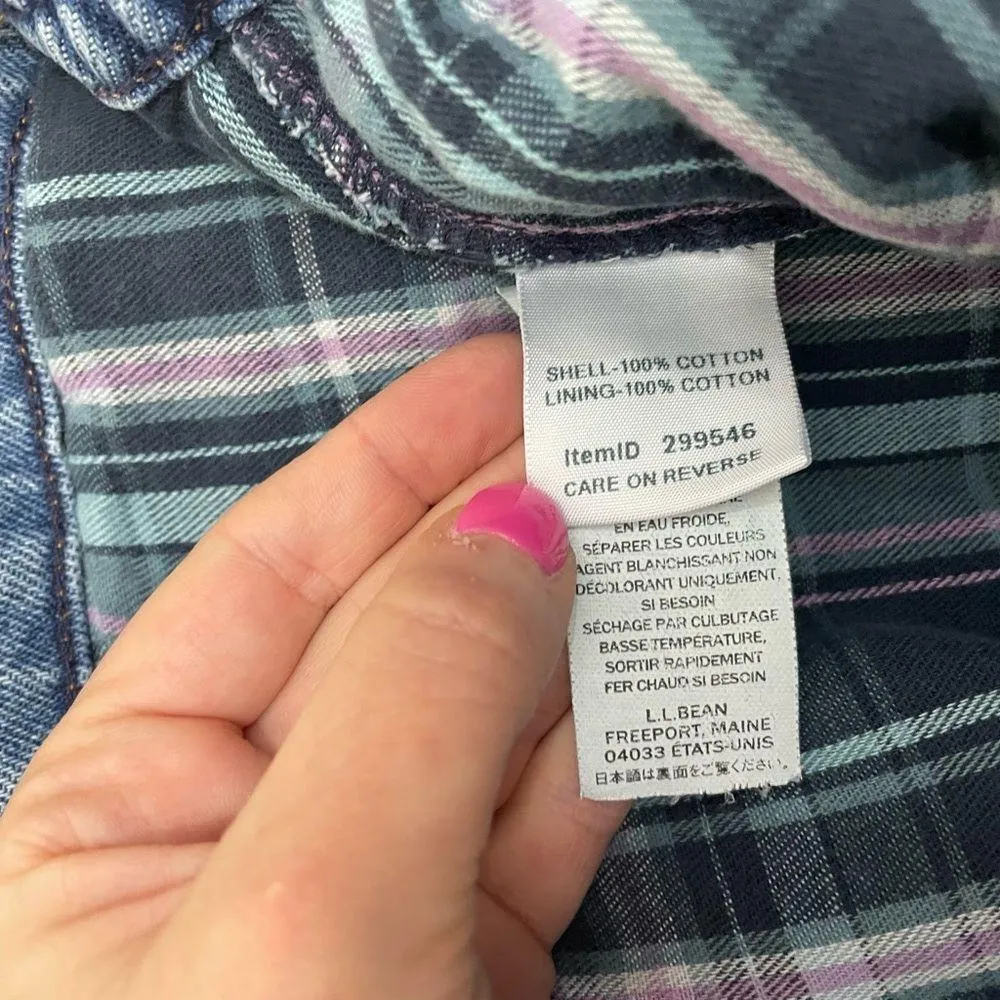 SHELL-100% COTTON
LINING-100% COTTON
ItemID 299546
CARE ON REVERSE
EN EAU FROIDE,
SÉPARER LES COULEURS
AGENT BLANCHISSANT NON
DÉCOLORANT UNIQUEMENT,
SI BESOIN
SÉCHAGE PAR CULBUTAGE
BASSE TEMPÉRATURE,
SORTIR RAPIDEMENT
FER CHAUD SI BESOIN
L.L.BEAN
FREEPORT, MAINE
04033 ÉTATS-UNIS
日本語は裏面をご覧ください。